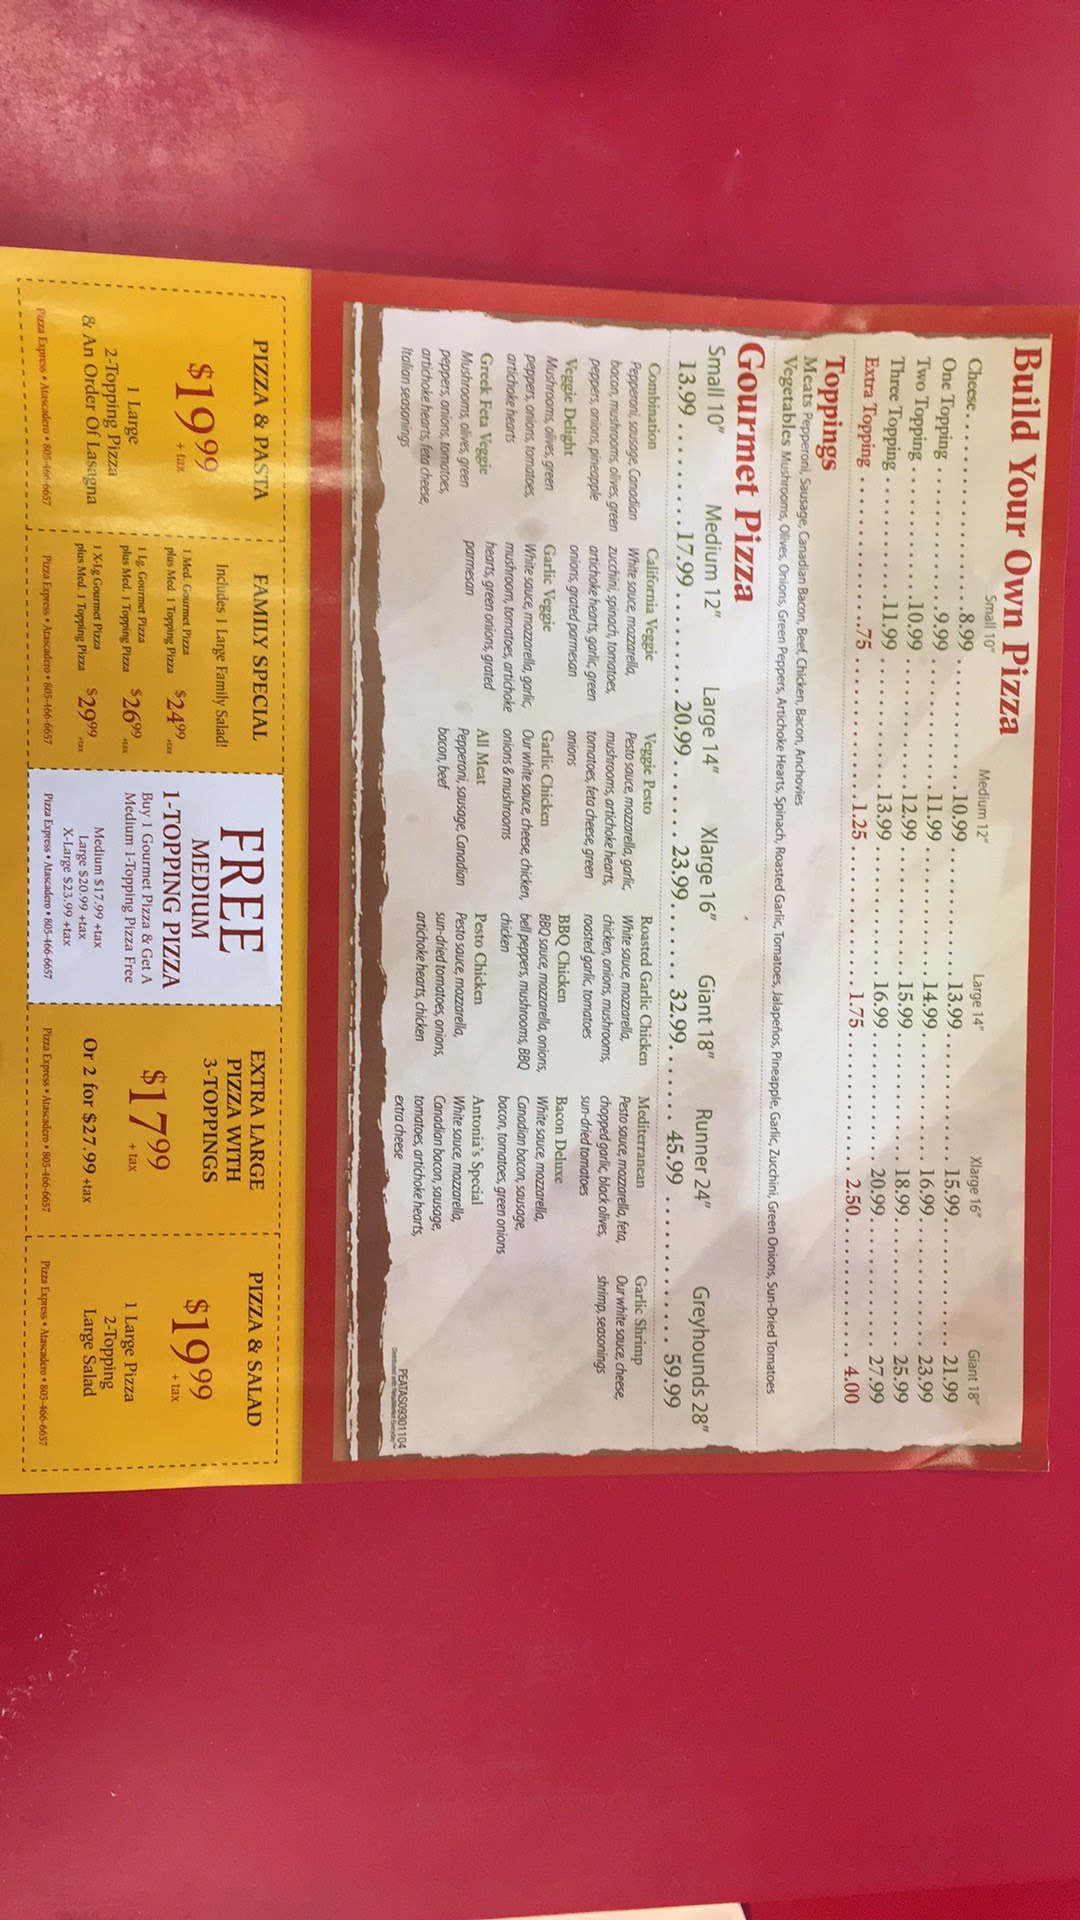 Build Your Own Pizza
Small 10" Medium 12" Large 14" Xlarge 16" Giant 18"
Cheese. . . . . . . . . . . . . . . . . . .8.99 . . . . . . . . . . . . . . 10.99 . . . . . . . . . . . . . . 13.99 . . . . . . . . . . . . . . 15.99. . . . . . . . . . . . . . 21.99
One Topping . . . . . . . . . . . . . .9.99 . . . . . . . . . . . . . . 11.99 . . . . . . . . . . . . . . 14.99 . . . . . . . . . . . . . . 16.99. . . . . . . . . . . . . . 23.99
Two Topping . . . . . . . . . . . . . .10.99 . . . . . . . . . . . . . . 12.99 . . . . . . . . . . . . . . 15.99 . . . . . . . . . . . . . . 18.99. . . . . . . . . . . . . . 25.99
Three Topping . . . . . . . . . . . . .11.99 . . . . . . . . . . . . . . 13.99 . . . . . . . . . . . . . . 16.99 . . . . . . . . . . . . . . 20.99. . . . . . . . . . . . . . 27.99
Extra Topping . . . . . . . . . . . . . . .75 . . . . . . . . . . . . . . 1.25 . . . . . . . . . . . . . . 1.75. . . . . . . . . . . . . . 2.50. . . . . . . . . . . . . . 4.00
Toppings
Meats Pepperoni, Sausage, Canadian Bacon, Beef, Chicken, Bacon, Anchovies
Vegetables Mushrooms, Olives, Onions, Green Peppers, Artichoke Hearts, Spinach, Roasted Garlic, Tomatoes, Jalapeños, Pineapple, Garlic, Zucchini, Green Onions, Sun-Dried Tomatoes
Gourmet Pizza
Small 10" Medium 12" Large 14" Xlarge 16" Giant 18" Runner 24" Greyhounds 28"
13.99 . . . . . . . . 17.99 . . . . . . . . 20.99 . . . . . . 23.99 . . . . . . 32.99. . . . . . . 45.99 . . . . . . . . . . . 59.99
Combination
Pepperoni, sausage, Canadian
bacon, mushrooms, olives, green
peppers, onions, pineapple
Veggie Delight
Mushrooms, olives, green
peppers, onions, tomatoes,
artichoke hearts
Greek Feta Veggie
Mushrooms, olives, green
peppers, onions, tomatoes,
artichoke hearts, feta cheese,
Italian seasonings
California Veggie
White sauce, mozzarella,
zucchini, spinach, tomatoes,
artichoke hearts, garlic, green
onions, grated parmesan
Garlic Veggie
White sauce, mozzarella, garlic,
mushroom, tomatoes, artichoke
hearts, green onions, grated
parmesan
Veggie Pesto
Pesto sauce, mozzarella, garlic,
mushrooms, artichoke hearts,
tomatoes, feta cheese, green
onions
Garlic Chicken
Our white sauce, cheese, chicken,
onions & mushrooms
All Meat
Pepperoni, sausage, Canadian
bacon, beef
Roasted Garlic Chicken
White sauce, mozzarella,
chicken, onions, mushrooms,
roasted garlic, tomatoes
BBQ Chicken
BBQ sauce, mozzarella, onions,
bell peppers, mushrooms, BBQ
chicken
Pesto Chicken
Pesto sauce, mozzarella,
sun-dried tomatoes, onions,
artichoke hearts, chicken
Mediterranean
Pesto sauce, mozzarella, feta,
chopped garlic, black olives,
sun-dried tomatoes
Bacon Deluxe
White sauce, mozzarella,
Canadian bacon, sausage,
bacon, tomatoes, green onions
Antonia's Special
White sauce, mozzarella,
Canadian bacon, sausage,
tomatoes, artichoke hearts,
extra cheese
Garlic Shrimp
Our white sauce, cheese,
shrimp, seasonings
PEATAS09301104
PIZZA & PASTA
$19.99 + tax
1 Large
2-Topping Pizza
& An Order Of Lasagna
Pizza Express • Atascadero • 805-466-6657
FAMILY SPECIAL
Includes 1 Large Family Salad!
1 Med. Gourmet Pizza
plus Med. 1 Topping Pizza $24.99 +tax
1 Lg. Gourmet Pizza
plus Med. 1 Topping Pizza $26.99 +tax
1 X-Lg Gourmet Pizza
plus Med. 1 Topping Pizza $29.99 +tax
Pizza Express • Atascadero • 805-466-6657
FREE
MEDIUM
1-TOPPING PIZZA
Buy 1 Gourmet Pizza & Get A
Medium 1-Topping Pizza Free
Medium $17.99 +tax
Large $20.99 +tax
X-Large $23.99 +tax
Pizza Express • Atascadero • 805-466-6657
EXTRA LARGE
PIZZA WITH
3-TOPPINGS
$17.99 + tax
Or 2 for $27.99 +tax
Pizza Express • Atascadero • 805-466-6657
PIZZA & SALAD
$19.99 + tax
1 Large Pizza
2-Topping
Large Salad
Pizza Express • Atascadero • 805-466-6657